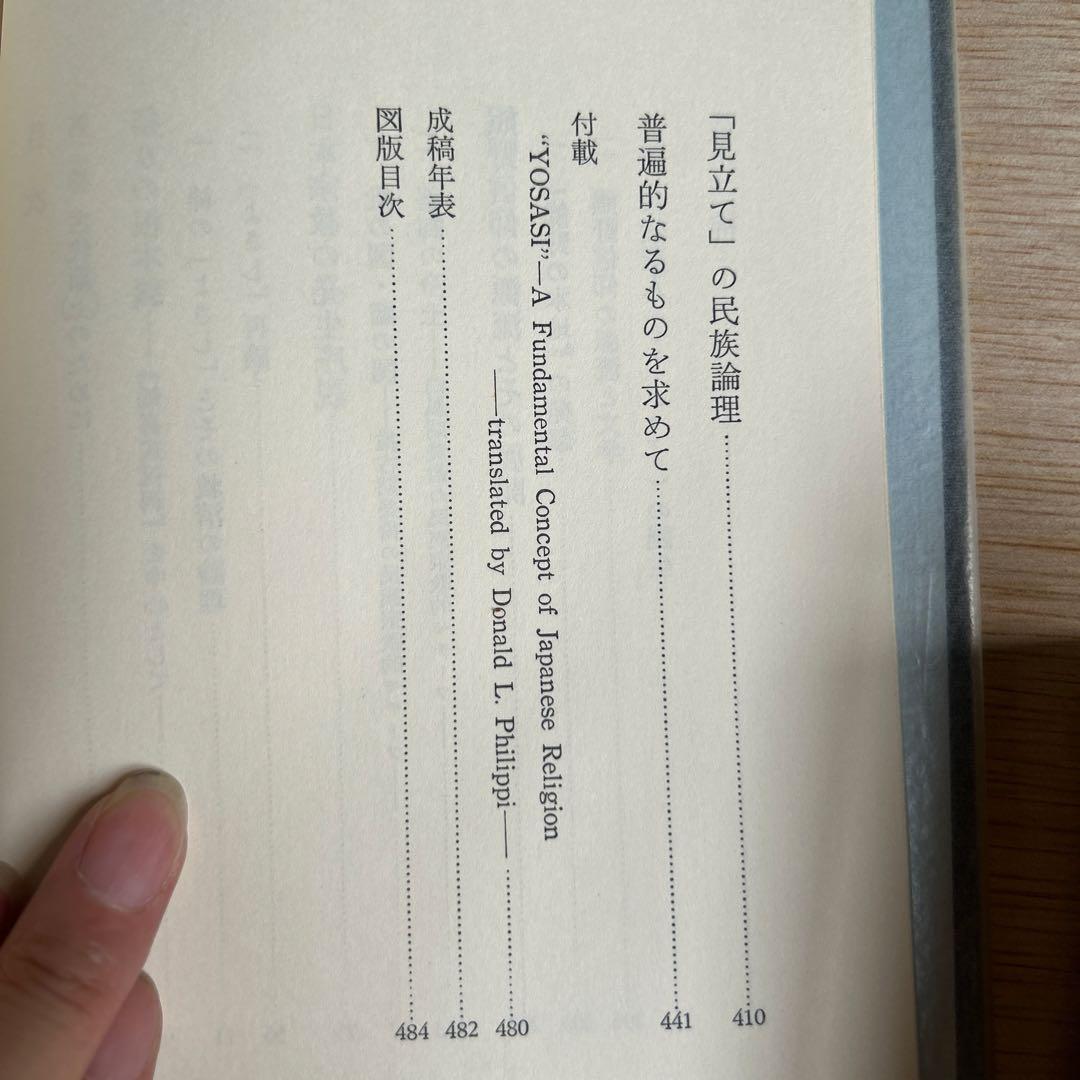 「見立て」の民族論理……………………410
普遍的なるものを求めて……………………441
付載
“YOSASI”—A Fundamental Concept of Japanese Religion
——translated by Donald L. Philippi——……………480
成稿年表……………………482
図版目次……………………484